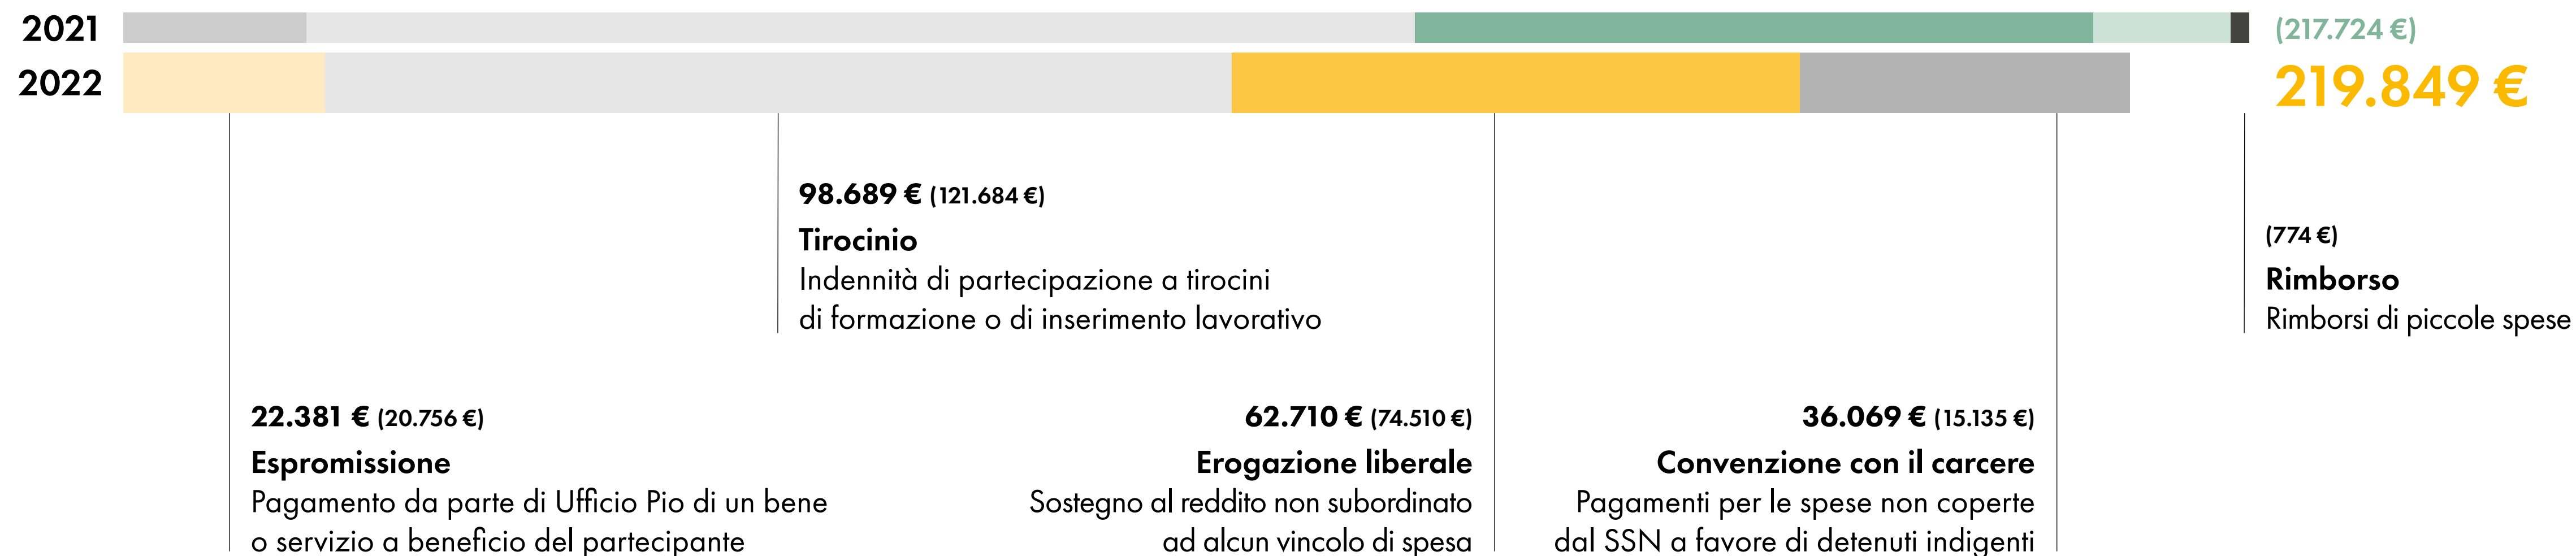 2021
(217.724 €)
2022
219.849 €
98.689 € (121.684 €)
Tirocinio
Indennità di partecipazione a tirocini
di formazione o di inserimento lavorativo
(774 €)
Rimborso
Rimborsi di piccole spese
22.381 € (20.756 €)
Espromissione
Pagamento da parte di Ufficio Pio di un bene
o servizio a beneficio del partecipante
62.710 € (74.510 €)
Erogazione liberale
Sostegno al reddito non subordinato
ad alcun vincolo di spesa
36.069 € (15.135 €)
Convenzione con il carcere
Pagamenti per le spese non coperte
dal SSN a favore di detenuti indigenti